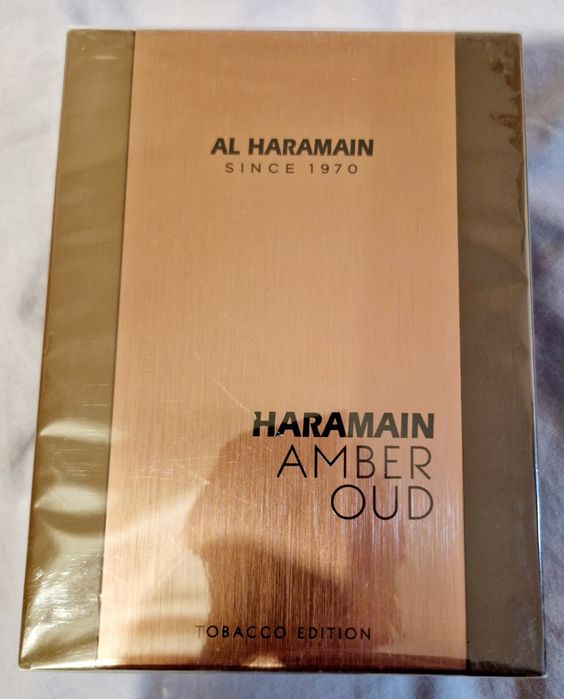 AL HARAMAIN
SINCE 1970
HARAMAIN
AMBER
OUD
TOBACCO EDITION